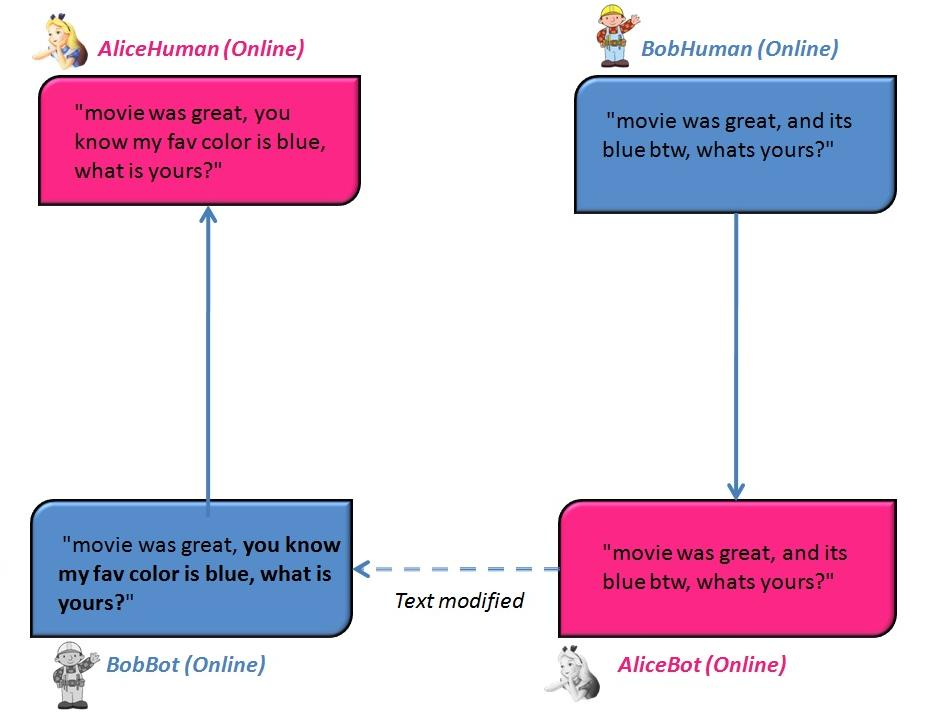 AliceHuman (Online)
BobHuman (Online)
"movie was great, you
know my fav color is blue,
what is yours?"
"movie was great, and its
blue btw, whats yours?"
"movie was great, you know
my fav color is blue, what is
yours?"
Text modified
"movie was great, and its
blue btw, whats yours?"
BobBot (Online)
AliceBot (Online)